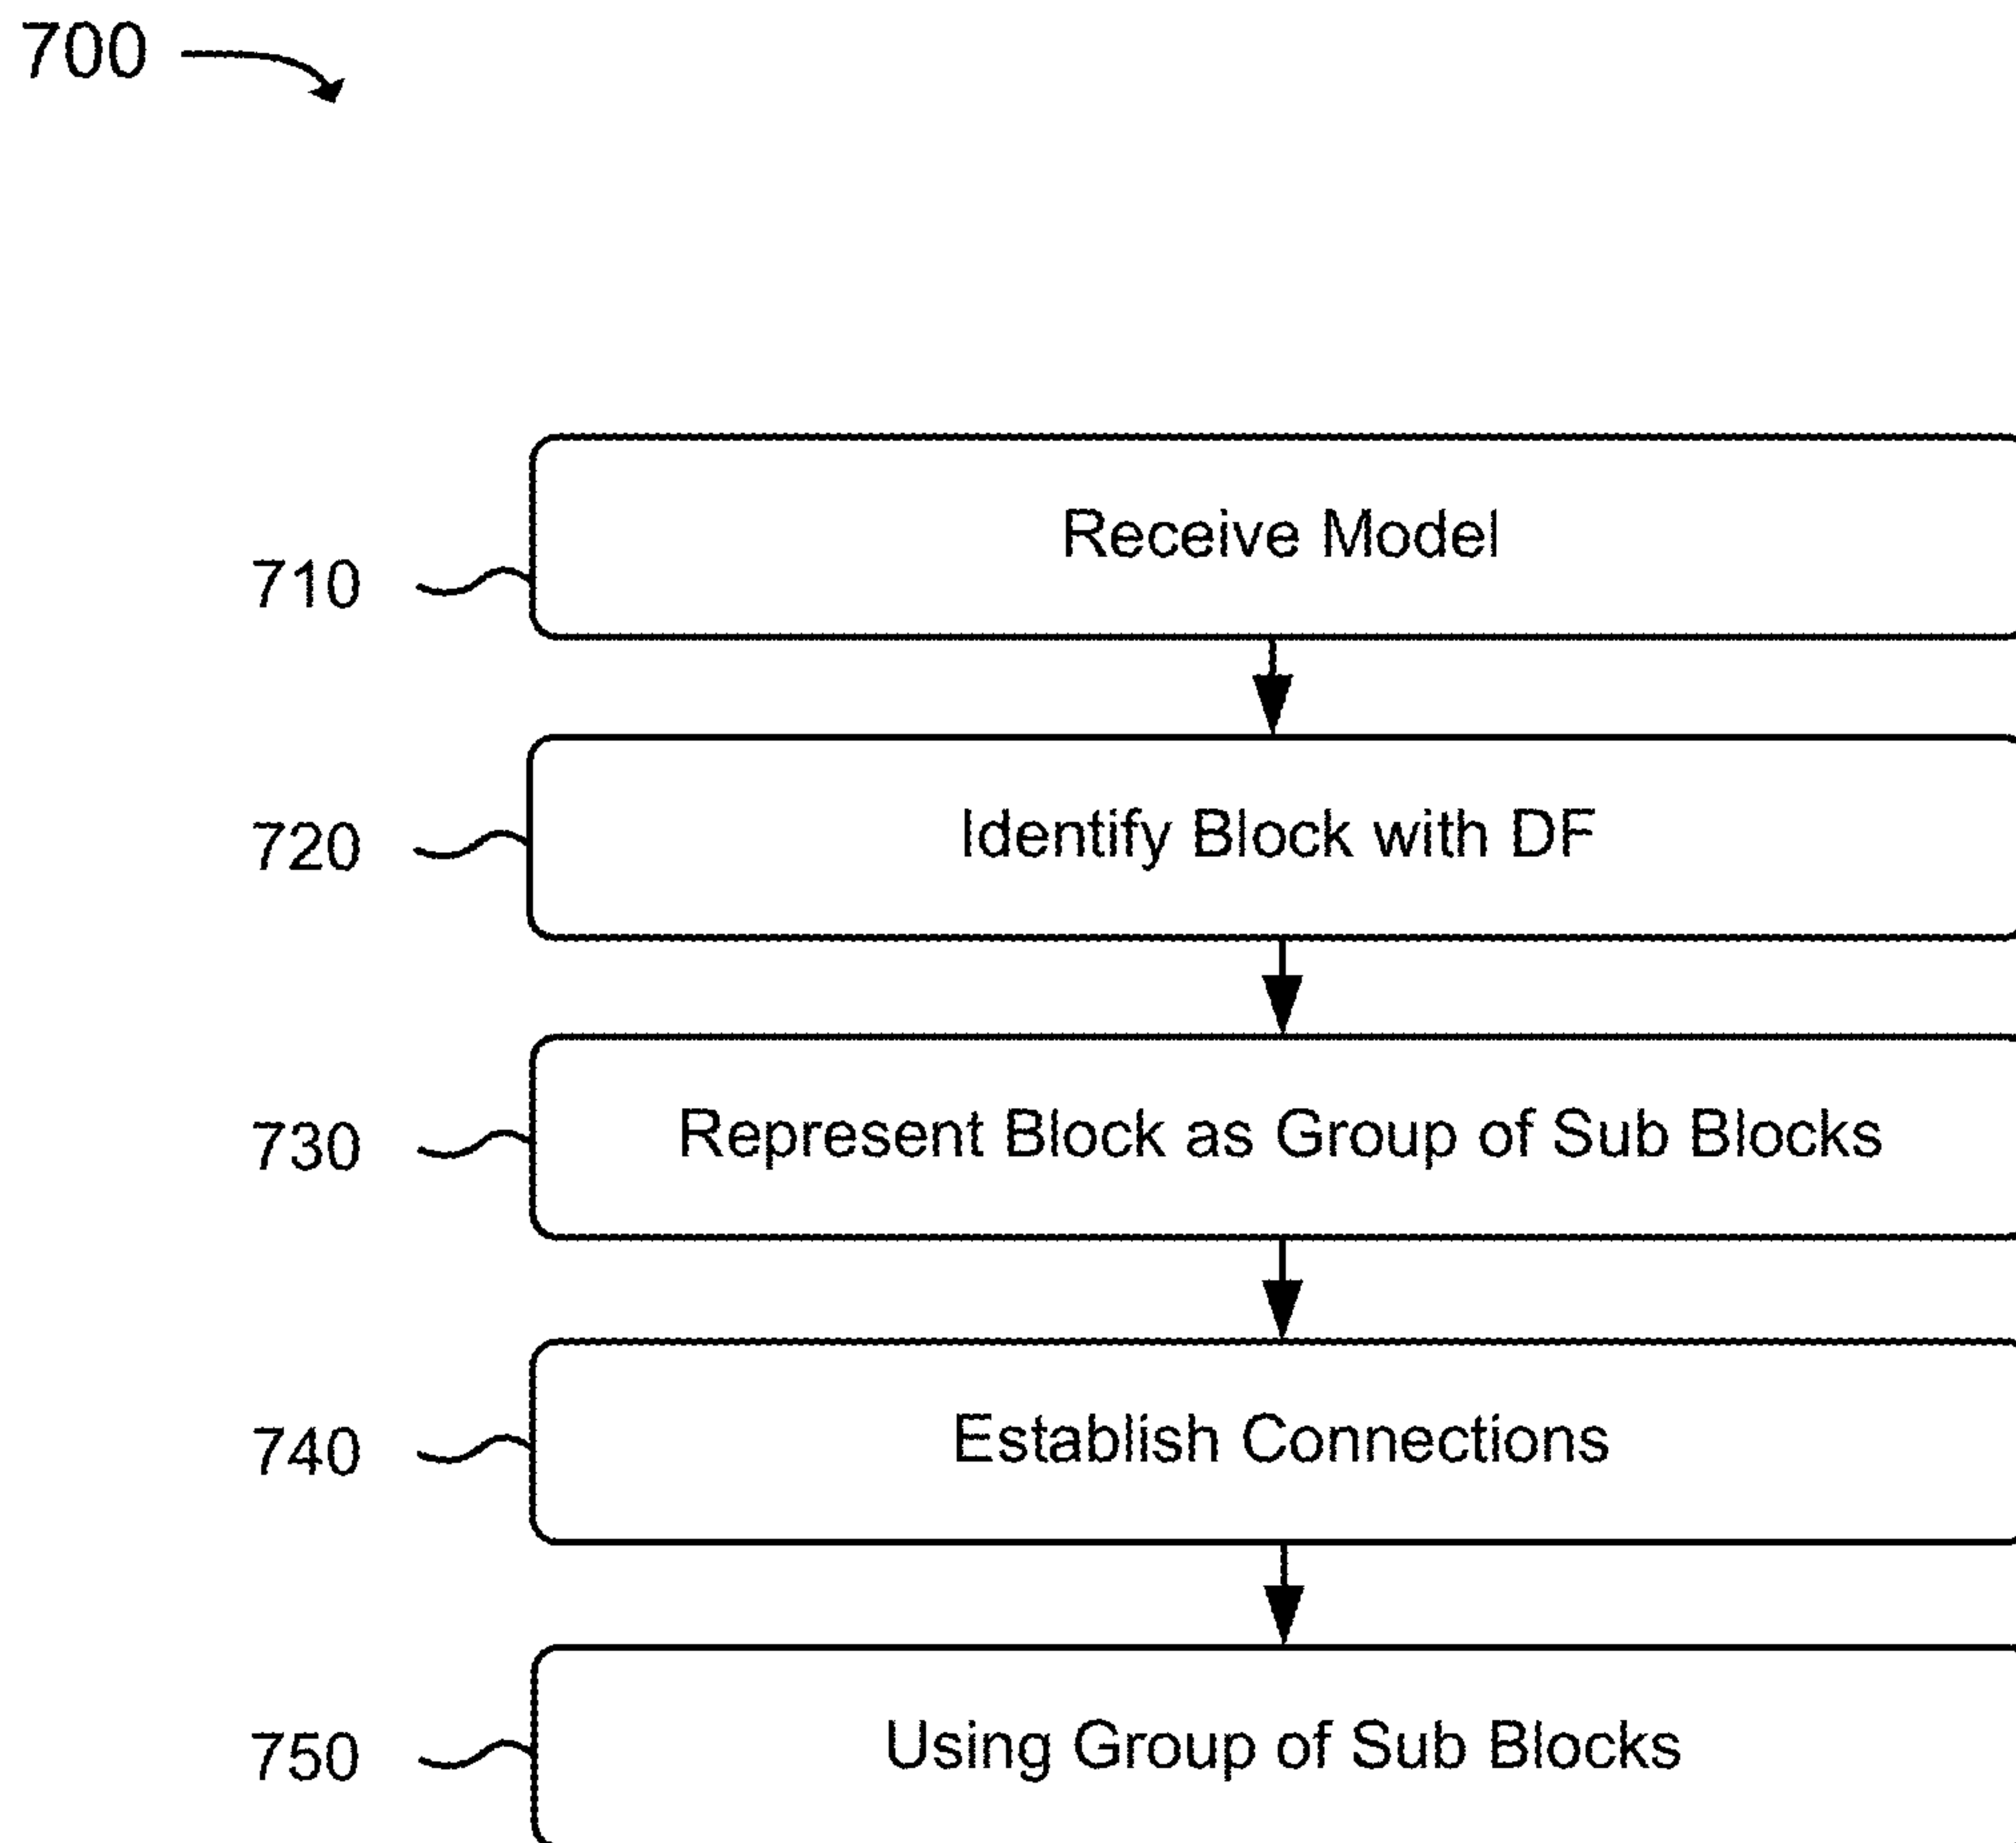 700
Receive Model
710
Identify Block with DF
720
Represent Block as Group of Sub Blocks
730
Establish Connections
740
Using Group of Sub Blocks
750